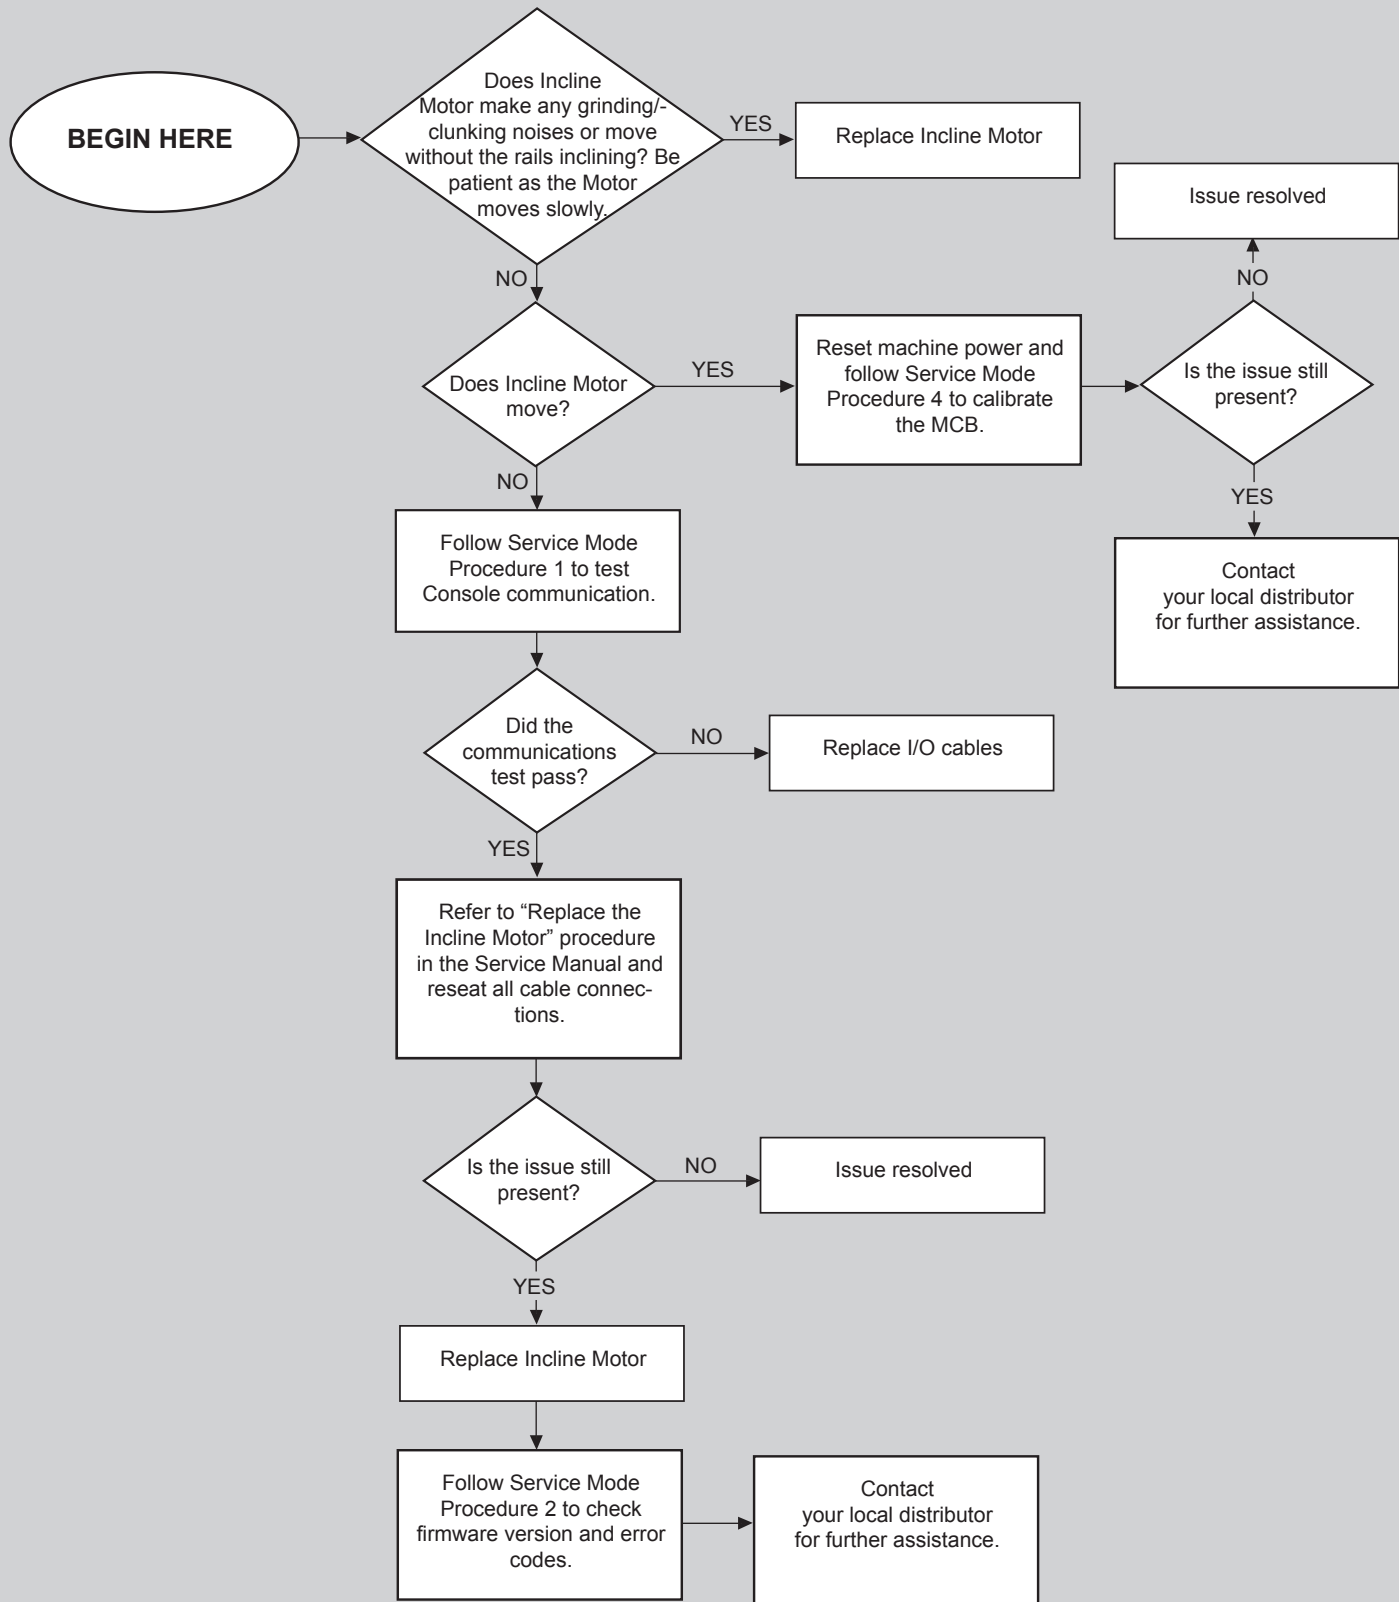 BEGIN HERE
Does Incline
Motor make any grinding/-
clunking noises or move
without the rails inclining? Be
patient as the Motor
moves slowly.
YES
Replace Incline Motor
NO
Does Incline Motor
move?
YES
Reset machine power and
follow Service Mode
Procedure 4 to calibrate
the MCB.
Is the issue still
present?
NO
Issue resolved
YES
Contact
your local distributor
for further assistance.
NO
Follow Service Mode
Procedure 1 to test
Console communication.
Did the
communications
test pass?
NO
Replace I/O cables
YES
Refer to “Replace the
Incline Motor” procedure
in the Service Manual and
reseat all cable connec-
tions.
Is the issue still
present?
NO
Issue resolved
YES
Replace Incline Motor
Follow Service Mode
Procedure 2 to check
firmware version and error
codes.
Contact
your local distributor
for further assistance.